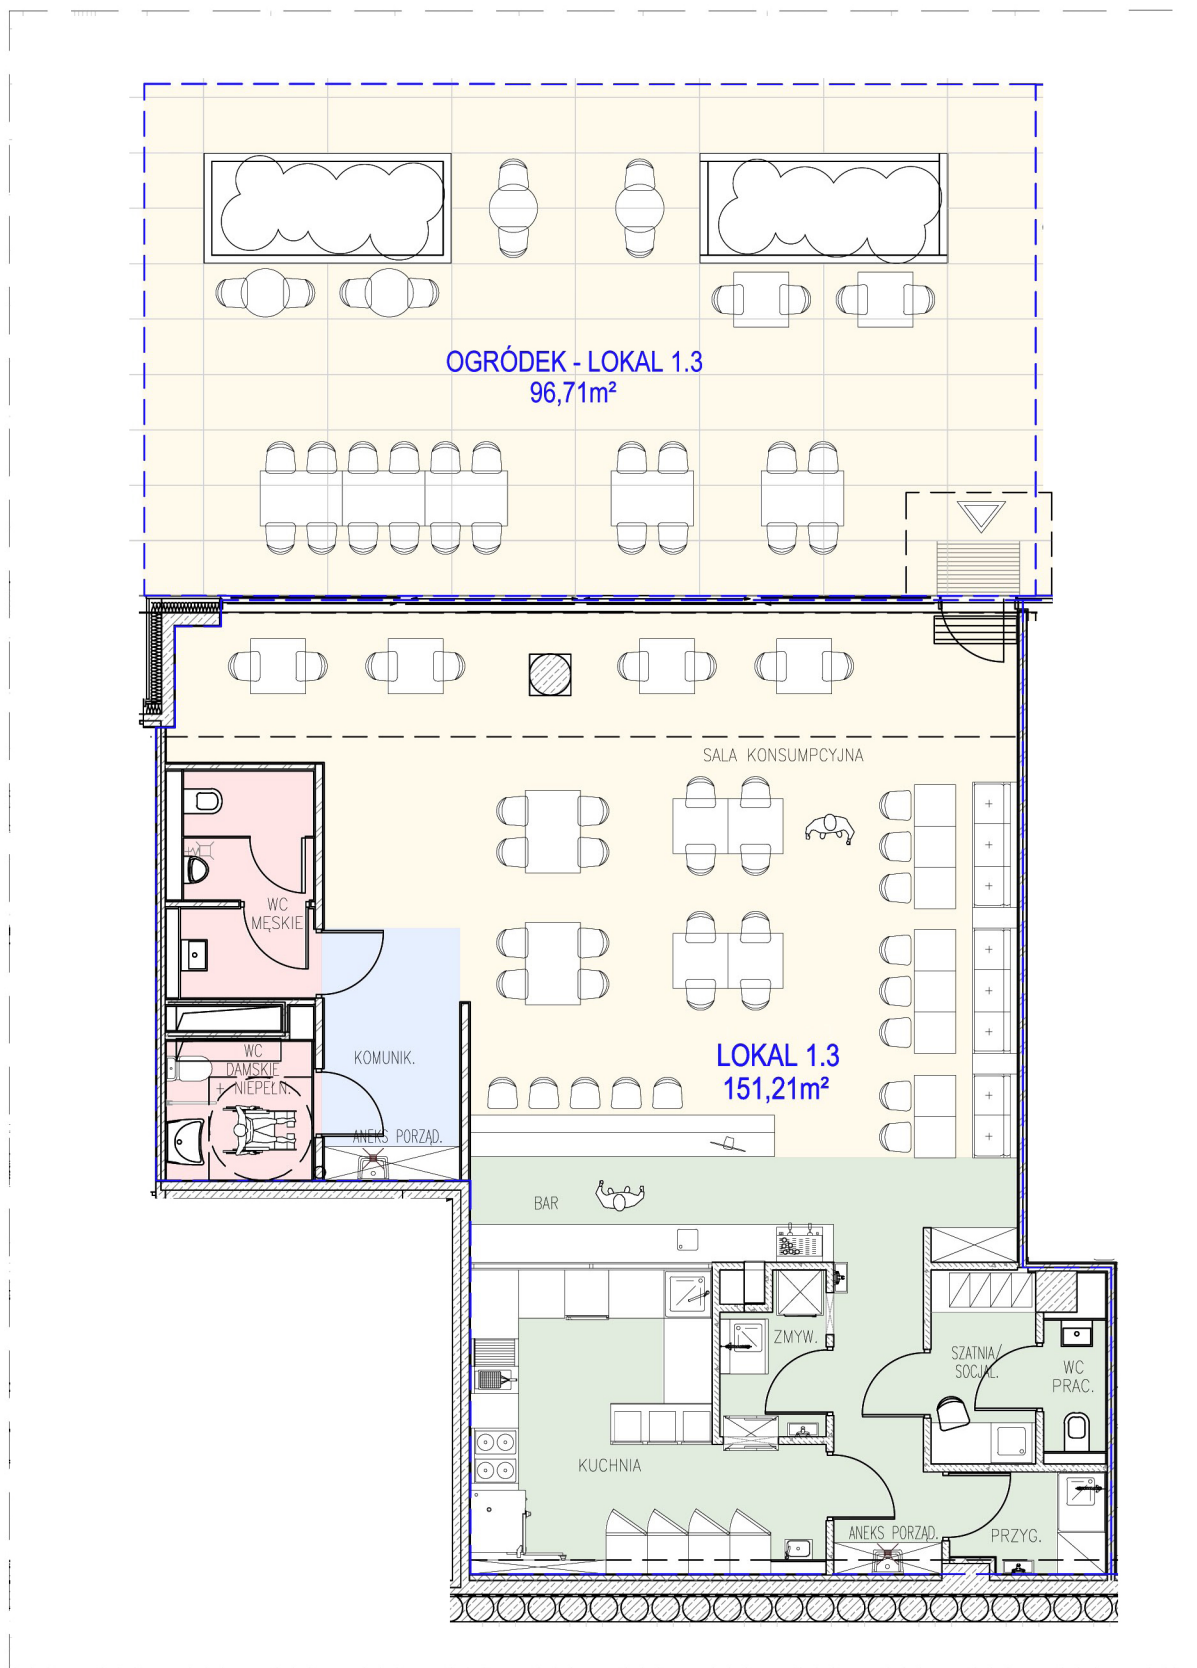 OGRÓDEK - LOKAL 1.3
96,71m²
SALA KONSUMPCYJNA
WC
MĘSKIE
KOMUNIK.
WC
DAMSKIE
+ NIEPEŁN.
LOKAL 1.3
151,21m²
ANEKS PORZĄD.
BAR
ZMYW.
SZATNIA/
SOCJAL.
WC
PRAC.
KUCHNIA
ANEKS PORZĄD.
PRZYG.